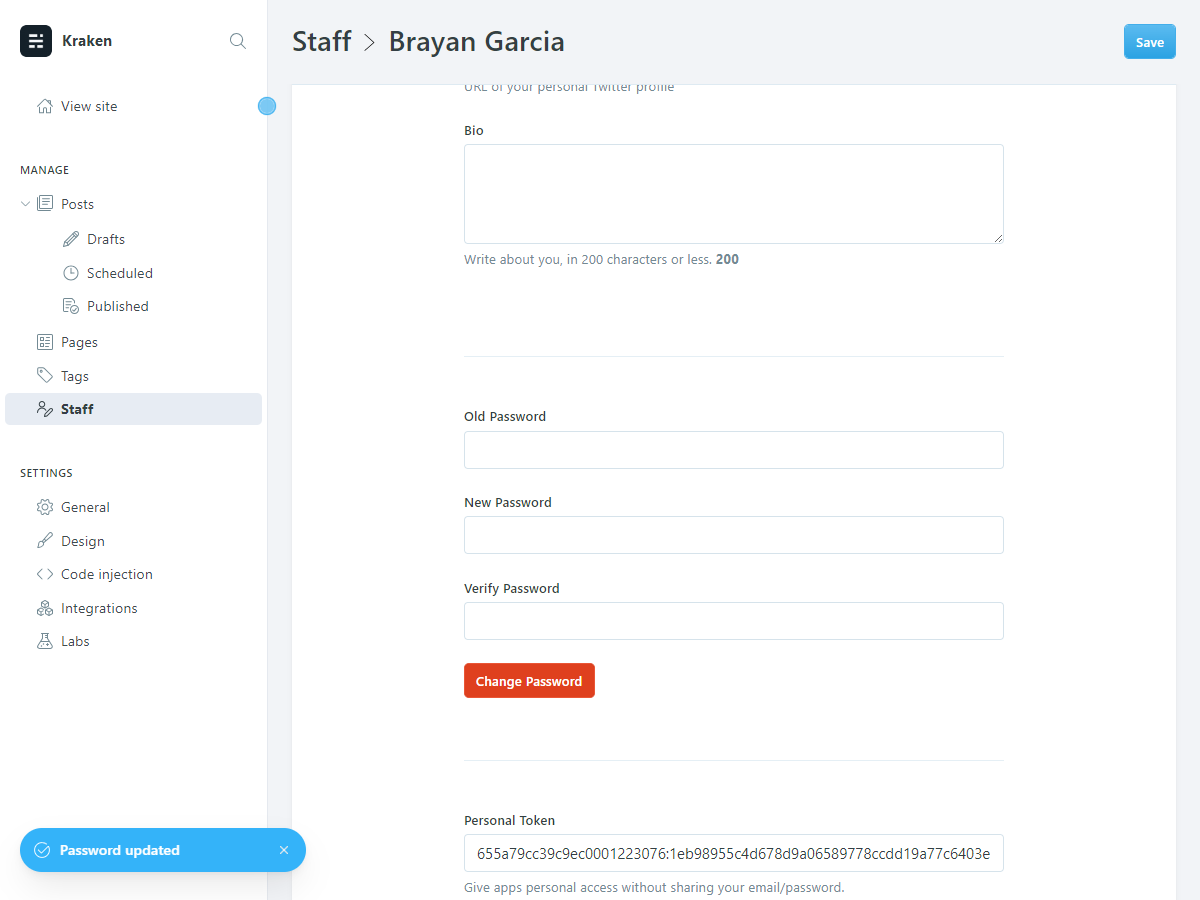 Kraken
View site
MANAGE
Posts
Drafts
Scheduled
Published
Pages
Tags
Staff
SETTINGS
General
Design
Code injection
Integrations
Labs
Password updated
Staff > Brayan Garcia
Save
URL of your personal Twitter profile
Bio
Write about you, in 200 characters or less. 200
Old Password
New Password
Verify Password
Change Password
Personal Token
655a79cc39c9ec0001223076:1eb98955c4d678d9a06589778ccdd19a77c6403e
Give apps personal access without sharing your email/password.